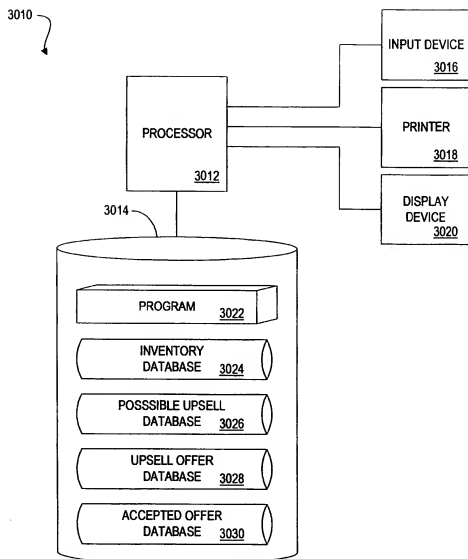 3010
PROCESSOR
3012
INPUT DEVICE
3016
PRINTER
3018
DISPLAY
DEVICE
3020
3014
PROGRAM
3022
INVENTORY
DATABASE
3024
POSSSIBLE UPSELL
DATABASE
3026
UPSELL OFFER
DATABASE
3028
ACCEPTED OFFER
DATABASE
3030